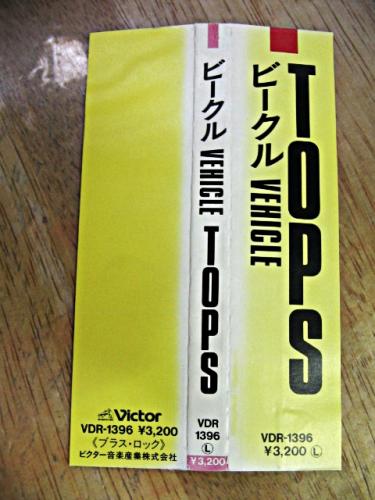 Victor
VDR-1396 ¥3,200
《ブラス・ロック》
ビクター音楽産業株式会社
ビークル VEHICLE TOPS
VDR
1396
Ⓛ
¥3,200
TOPS
ビークル VEHICLE
VDR-1396
¥3,200 Ⓛ